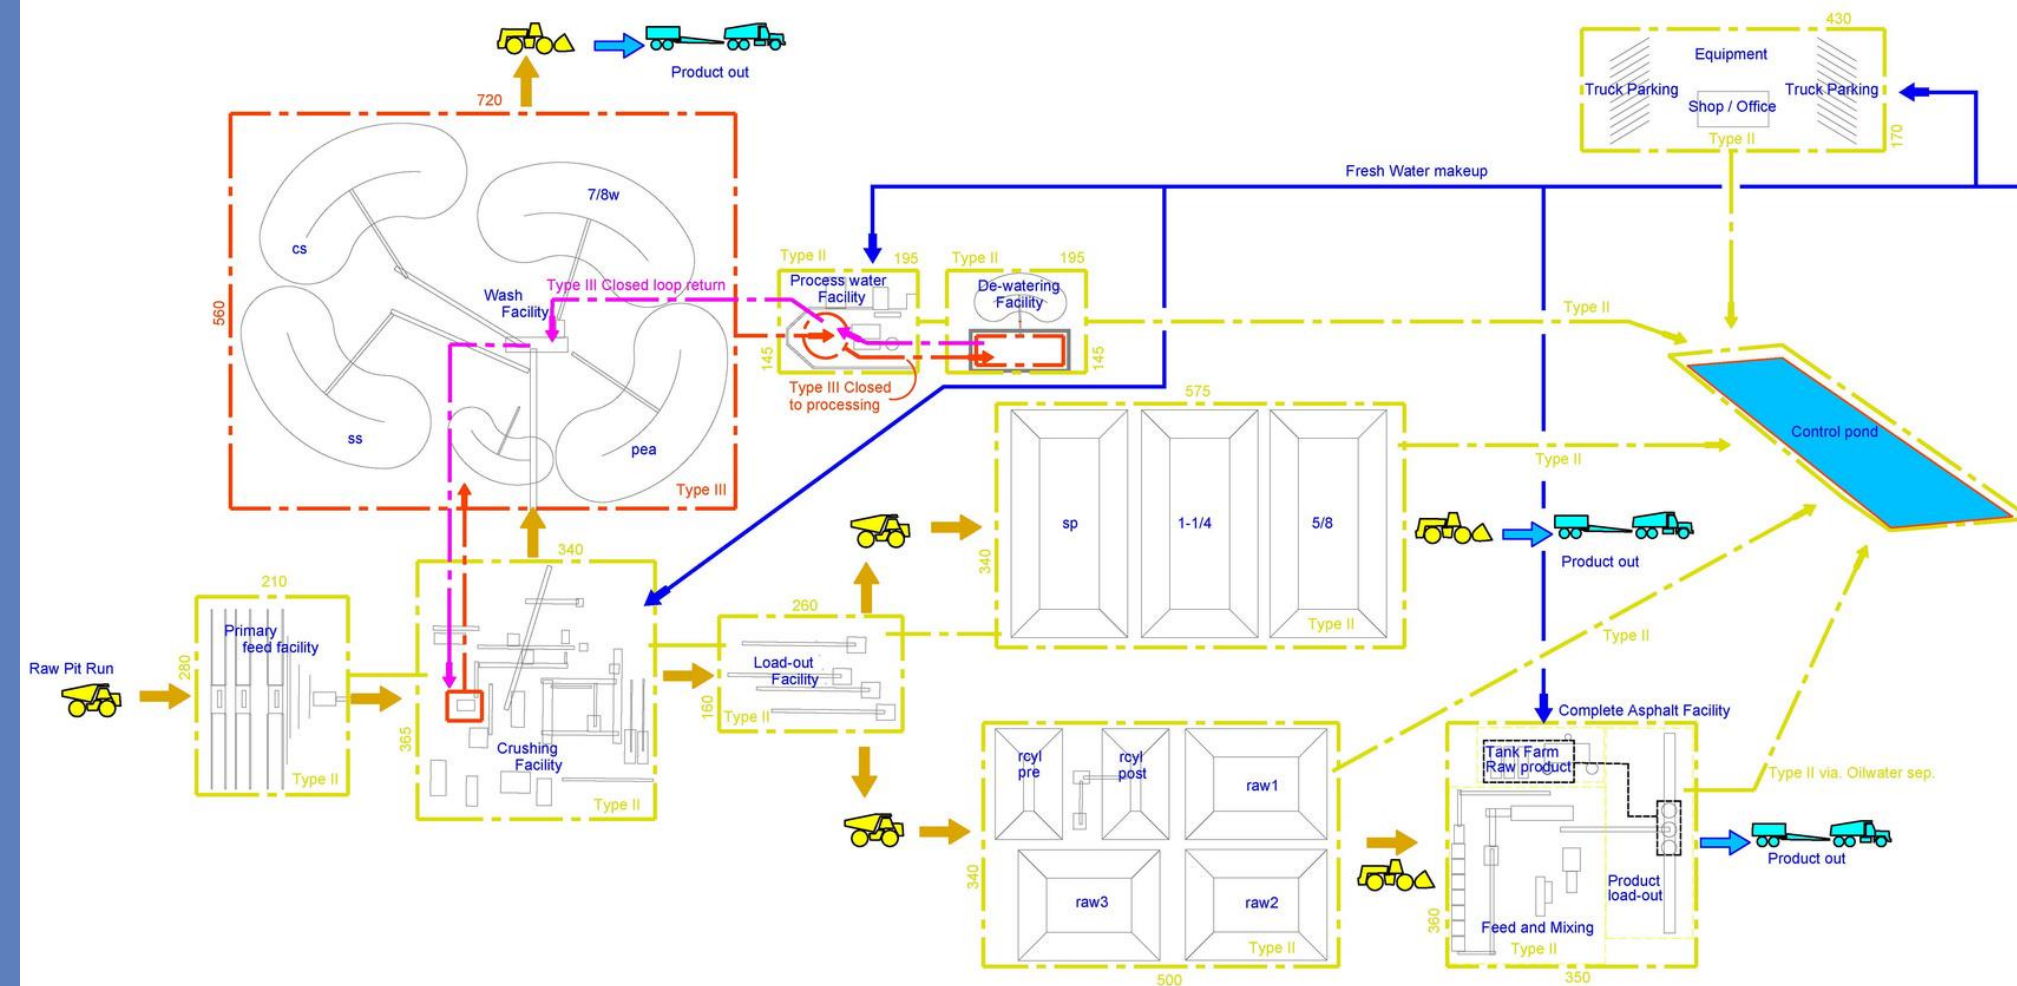 430
Equipment
Truck Parking
Truck Parking
Shop / Office
Type II
170
Product out
720
Fresh Water makeup
7/8w
cs
560
Wash
Facility
Type III Closed loop return
ss
pea
Type III
Type II
195
Process water
Facility
145
Type II
195
De-watering
Facility
145
Type III Closed
to processing
Type II
Control pond
575
Type II
sp
1-1/4
5/8
340
Type II
Product out
340
210
Primary
feed facility
280
Raw Pit Run
Type II
365
Crushing
Facility
Type II
260
Load-out
Facility
160
Type II
Type II
rcyl
pre
rcyl
post
raw1
raw3
raw2
340
Type II
500
Complete Asphalt Facility
Tank Farm
Raw product
Type II via. Oilwater sep.
Product out
Product
load-out
360
Feed and Mixing
Type II
350